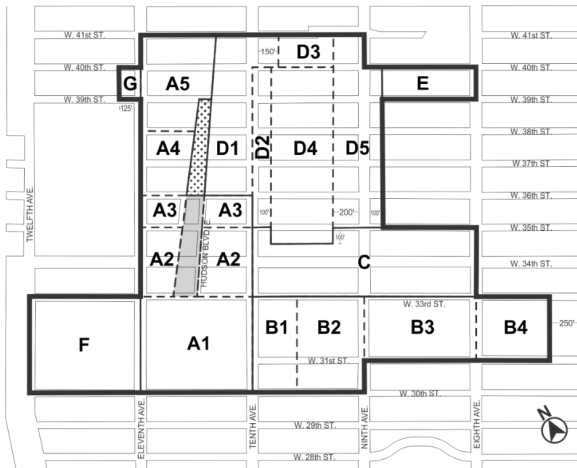 W. 41st ST.
W. 41st ST.
150'
D3
W. 40th ST.
W. 40th ST.
G
A5
E
W. 39th ST.
W. 39th ST.
125'
W. 38th ST.
A4
D1
D2
D4
D5
W. 37th ST.
W. 36th ST.
TWELFTH AVE.
A3
A3
100'
200'
100'
W. 35th ST.
HUDSON BLVD. E.
100'
A2
A2
C
W. 34th ST.
W. 33rd ST.
F
A1
B1
B2
B3
B4
250'
W. 31st ST.
W. 30th ST.
ELEVENTH AVE.
TENTH AVE.
NINTH AVE.
EIGHTH AVE.
N
W. 29th ST.
W. 28th ST.